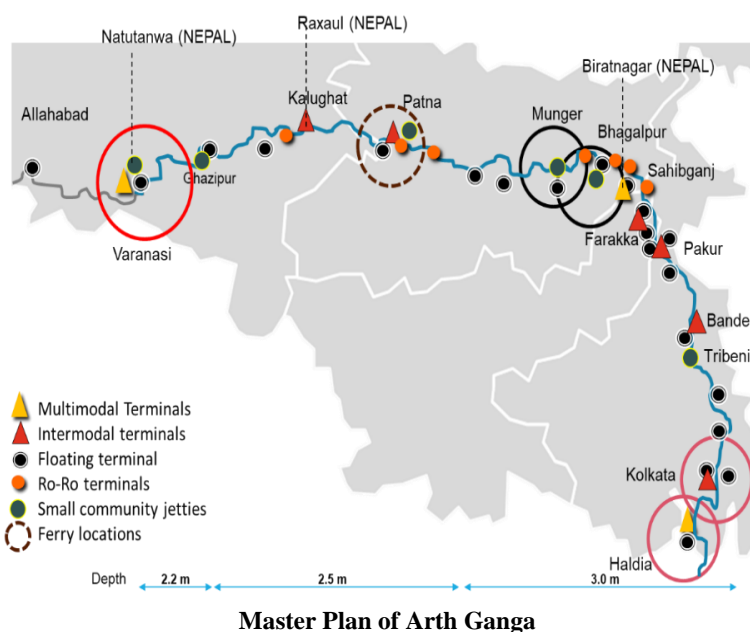 Natutanwa (NEPAL)
Raxaul (NEPAL)
Biratnagar (NEPAL)
Allahabad
Kalughat
Patna
Munger
Bhagalpur
Ghazipur
Sahibganj
Varanasi
Farakka
Pakur
Bande
Tribeni
Kolkata
Haldia
Multimodal Terminals
Intermodal terminals
Floating terminal
Ro-Ro terminals
Small community jetties
Ferry locations
Depth 2.2 m 2.5 m 3.0 m
Master Plan of Arth Ganga